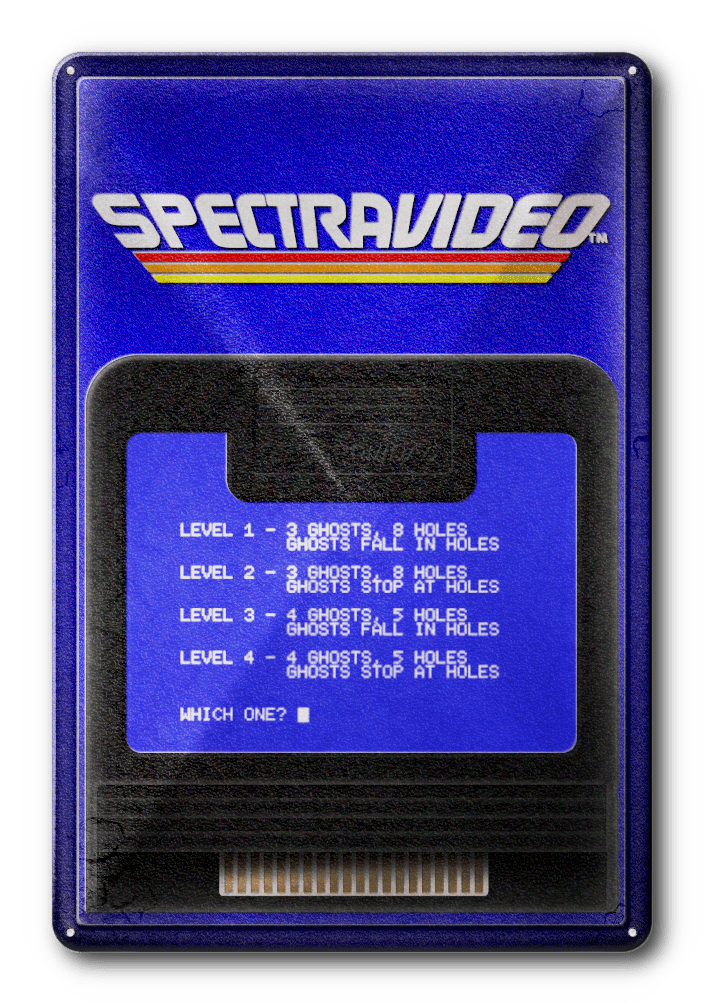 SPECTRAVIDEO™
LEVEL 1 - 3 GHOSTS, 8 HOLES
GHOSTS FALL IN HOLES
LEVEL 2 - 3 GHOSTS, 8 HOLES
GHOSTS STOP AT HOLES
LEVEL 3 - 4 GHOSTS, 5 HOLES
GHOSTS FALL IN HOLES
LEVEL 4 - 4 GHOSTS, 5 HOLES
GHOSTS STOP AT HOLES
WHICH ONE?